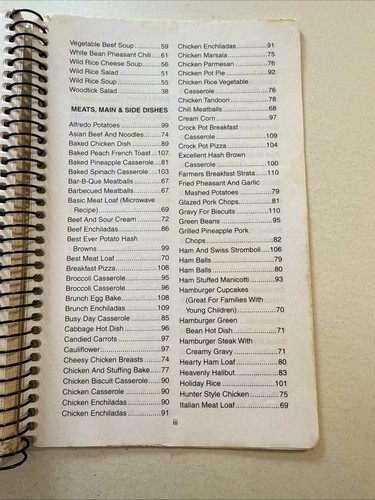 Vegetable Beef Soup..............59
White Bean Pheasant Chili.....61
Wild Rice Cheese Soup.........56
Wild Rice Salad......................51
Wild Rice Soup......................55
Woodtick Salad......................38
MEATS, MAIN & SIDE DISHES
Alfredo Potatoes....................99
Asian Beef And Noodles........74
Baked Chicken Dish...............89
Baked Peach French Toast..107
Baked Pineapple Casserole...81
Baked Spinach Casserole....103
Bar-B-Que Meatballs..............67
Barbecued Meatballs..............67
Basic Meat Loaf (Microwave
Recipe)..............................69
Beef And Sour Cream............72
Beef Enchiladas.....................86
Best Ever Potato Hash
Browns..............................99
Best Meat Loaf......................70
Breakfast Pizza....................108
Broccoli Casserole.................95
Broccoli Casserole.................96
Brunch Egg Bake.................108
Brunch Enchiladas...............109
Busy Day Casserole..............85
Cabbage Hot Dish.................96
Candied Carrots....................97
Cauliflower............................97
Cheesy Chicken Breasts.......74
Chicken And Stuffing Bake.....77
Chicken Biscuit Casserole......90
Chicken Casserole................90
Chicken Enchiladas...............90
Chicken Enchiladas...............91
Chicken Enchiladas...............91
Chicken Marsala....................75
Chicken Parmesan.................76
Chicken Pot Pie.....................92
Chicken Rice Vegetable
Casserole..........................76
Chicken Tandoori...................78
Chili Meatballs.......................68
Cream Corn...........................97
Crock Pot Breakfast
Casserole........................109
Crock Pot Pizza...................104
Excellent Hash Brown
Casserole........................100
Farmers Breakfast Strata.....110
Fried Pheasant And Garlic
Mashed Potatoes...............79
Glazed Pork Chops................81
Gravy For Biscuits................110
Green Beans.........................95
Grilled Pineapple Pork
Chops................................82
Ham And Swiss Stromboli....106
Ham Balls..............................79
Ham Balls..............................80
Ham Stuffed Manicotti............93
Hamburger Cupcakes
(Great For Families With
Young Children).................70
Hamburger Green
Bean Hot Dish...................71
Hamburger Steak With
Creamy Gravy...................71
Hearty Ham Loaf....................80
Heavenly Halibut....................83
Holiday Rice........................101
Hunter Style Chicken.............75
Italian Meat Loaf....................69
iii